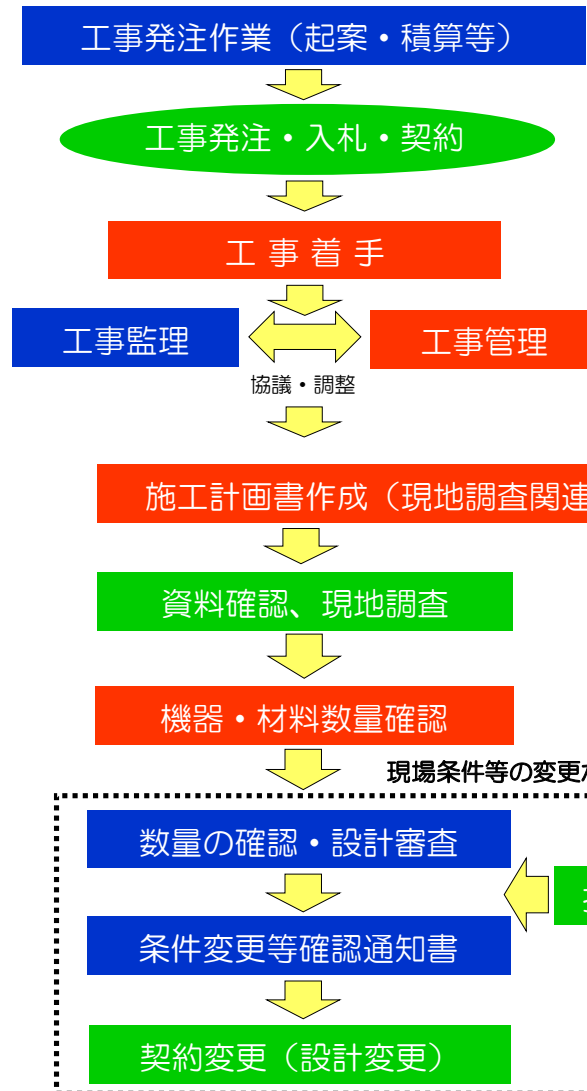 工事発注作業（起案・積算等）
工事発注・入札・契約
工 事 着 手
工事監理
工事管理
協議・調整
施工計画書作成（現地調査関連
資料確認、現地調査
機器・材料数量確認
現場条件等の変更
数量の確認・設計審査
条件変更等確認通知書
契約変更（設計変更）